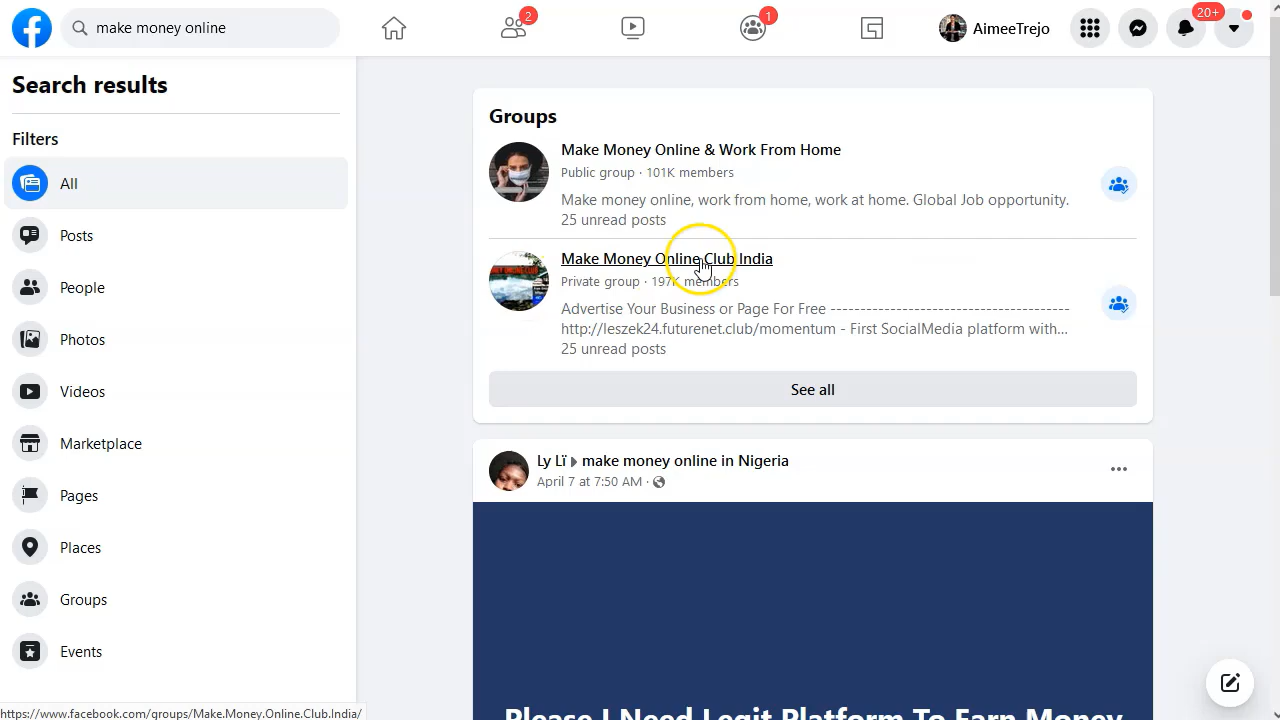 make money online
2
1
AimeeTrejo
20+
Search results
Filters
All
Posts
People
Photos
Videos
Marketplace
Pages
Places
Groups
Events
Groups
Make Money Online & Work From Home
Public group · 101K members
Make money online, work from home, work at home. Global Job opportunity.
25 unread posts
Make Money Online Club India
Private group · 197K members
Advertise Your Business or Page For Free ------------------------------------
http://leszek24.futurenet.club/momentum - First SocialMedia platform with...
25 unread posts
See all
Ly Lï ▸ make money online in Nigeria
April 7 at 7:50 AM ·
Please I Need Legit Platform To Earn Money
https://www.facebook.com/groups/Make.Money.Online.Club.India/